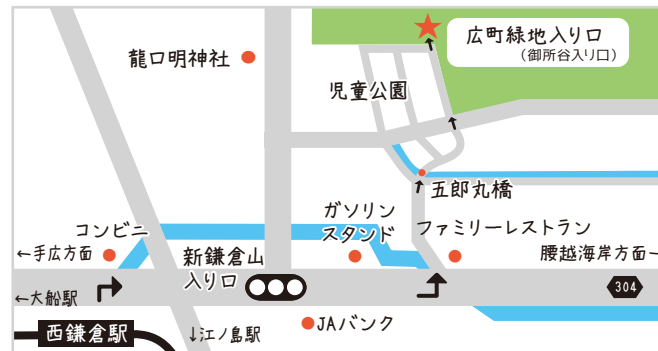 広町緑地入り口
(御所谷入り口)
龍口明神社
児童公園
五郎丸橋
ガソリン
スタンド
ファミリーレストラン
コンビニ
←手広方面
新鎌倉山
入り口
腰越海岸方面→
←大船駅
304
西鎌倉駅
↓江ノ島駅
JAバンク